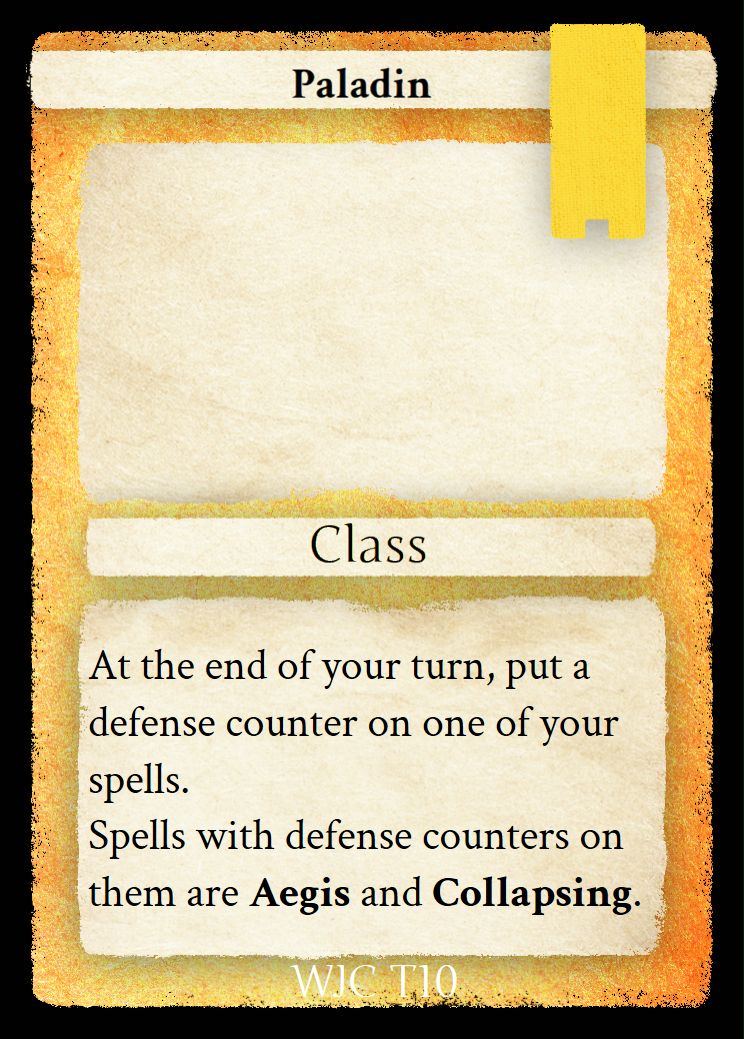 Paladin
Class
At the end of your turn, put a
defense counter on one of your
spells.
Spells with defense counters on
them are Aegis and Collapsing.
WJC T10